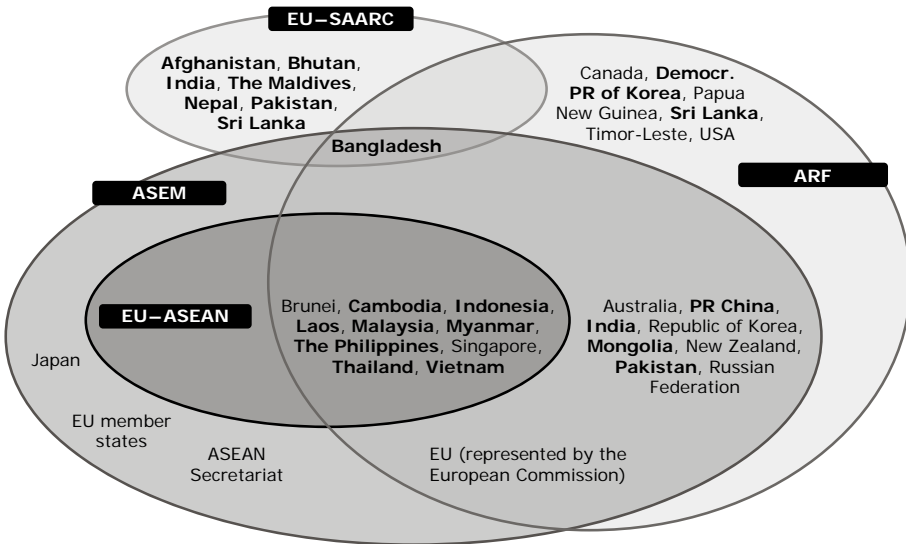 EU–SAARC
Afghanistan, Bhutan,
India, The Maldives,
Nepal, Pakistan,
Sri Lanka
Canada, Democr.
PR of Korea, Papua
New Guinea, Sri Lanka,
Timor-Leste, USA
Bangladesh
ARF
ASEM
EU–ASEAN
Brunei, Cambodia, Indonesia,
Laos, Malaysia, Myanmar,
The Philippines, Singapore,
Thailand, Vietnam
Australia, PR China,
India, Republic of Korea,
Mongolia, New Zealand,
Pakistan, Russian
Federation
Japan
EU member
states
ASEAN
Secretariat
EU (represented by the
European Commission)